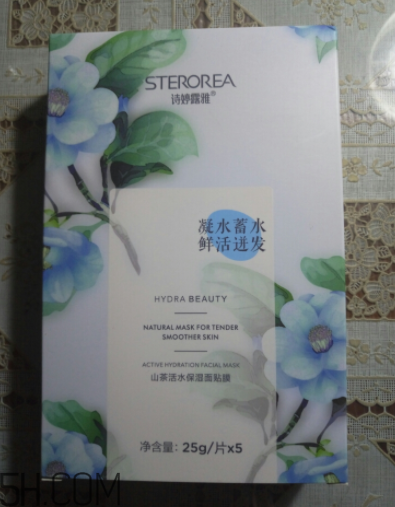 STEROREA
诗婷露雅®
凝水蓄水
鲜活迸发
HYDRA BEAUTY
NATURAL MASK FOR TENDER
SMOOTHER SKIN
ACTIVE HYDRATION FACIAL MASK
山茶活水保湿面贴膜
净含量：25g/片x5
5H.COM